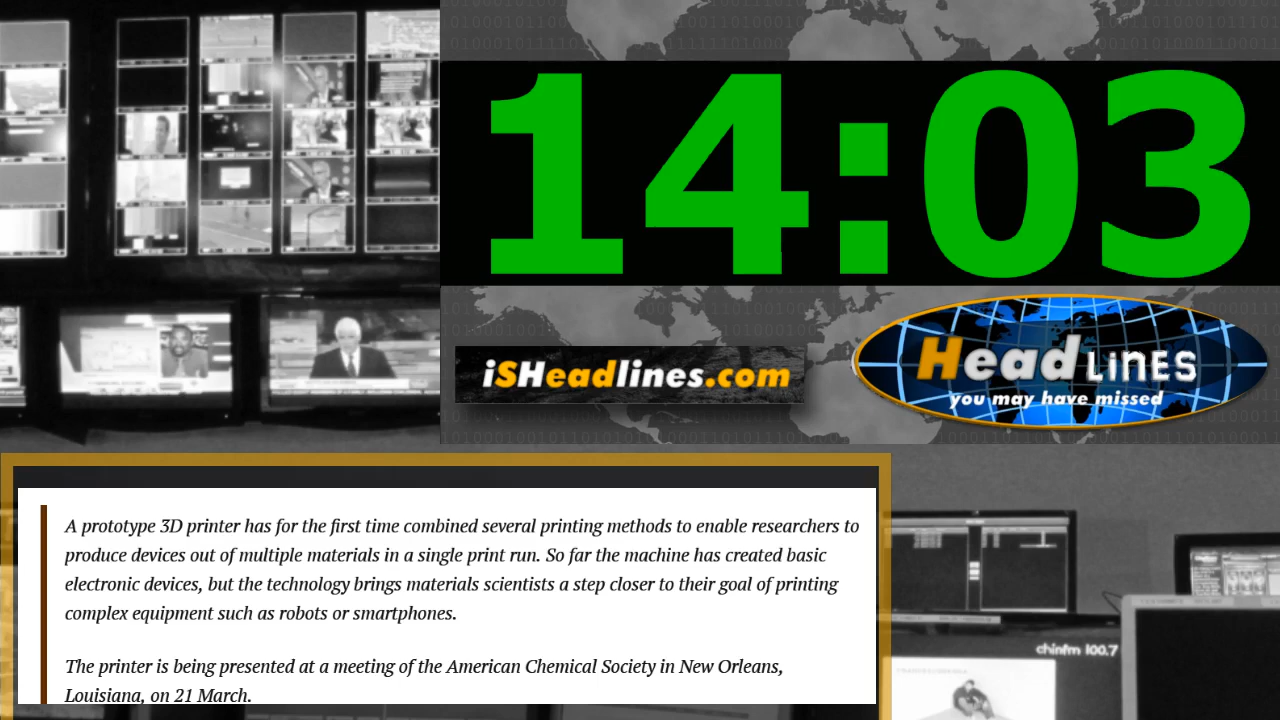 14:03
iSHeadlines.com
HeadLINES
you may have missed
A prototype 3D printer has for the first time combined several printing methods to enable researchers to
produce devices out of multiple materials in a single print run. So far the machine has created basic
electronic devices, but the technology brings materials scientists a step closer to their goal of printing
complex equipment such as robots or smartphones.
The printer is being presented at a meeting of the American Chemical Society in New Orleans,
Louisiana, on 21 March.
chinfm 100.7